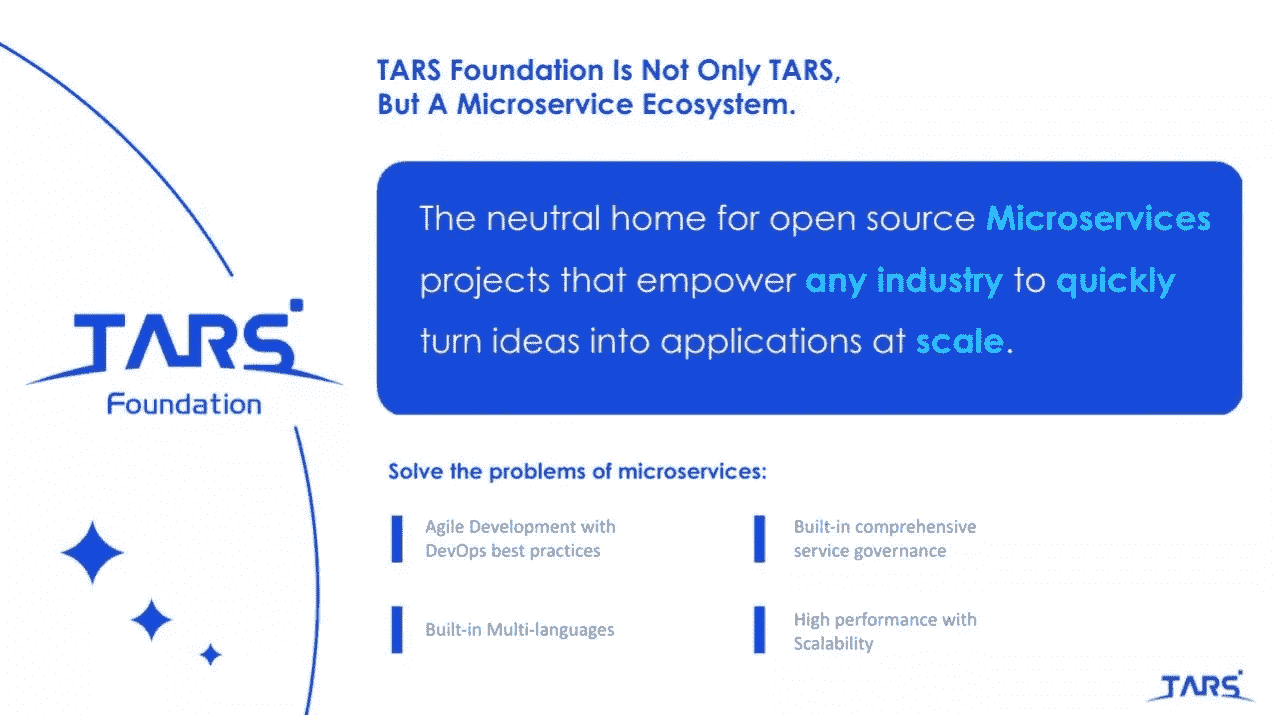 TARS Foundation Is Not Only TARS,
But A Microservice Ecosystem.
The neutral home for open source Microservices
projects that empower any industry to quickly
turn ideas into applications at scale.
TARS
Foundation
Solve the problems of microservices:
Agile Development with
DevOps best practices
Built-in comprehensive
service governance
Built-in Multi-languages
High performance with
Scalability
TARS